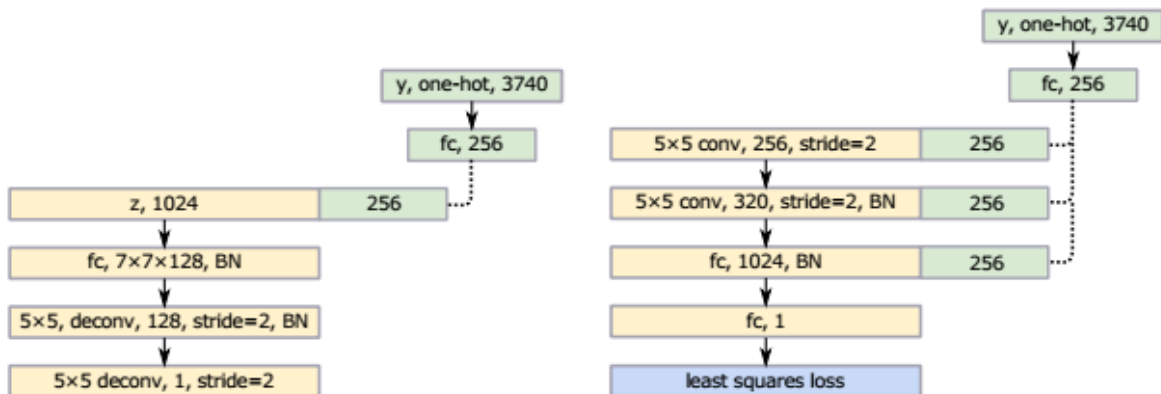 y, one-hot, 3740
fc, 256
z, 1024 256
fc, 7×7×128, BN
5×5, deconv, 128, stride=2, BN
5×5 deconv, 1, stride=2
y, one-hot, 3740
fc, 256
5×5 conv, 256, stride=2 256
5×5 conv, 320, stride=2, BN 256
fc, 1024, BN 256
fc, 1
least squares loss